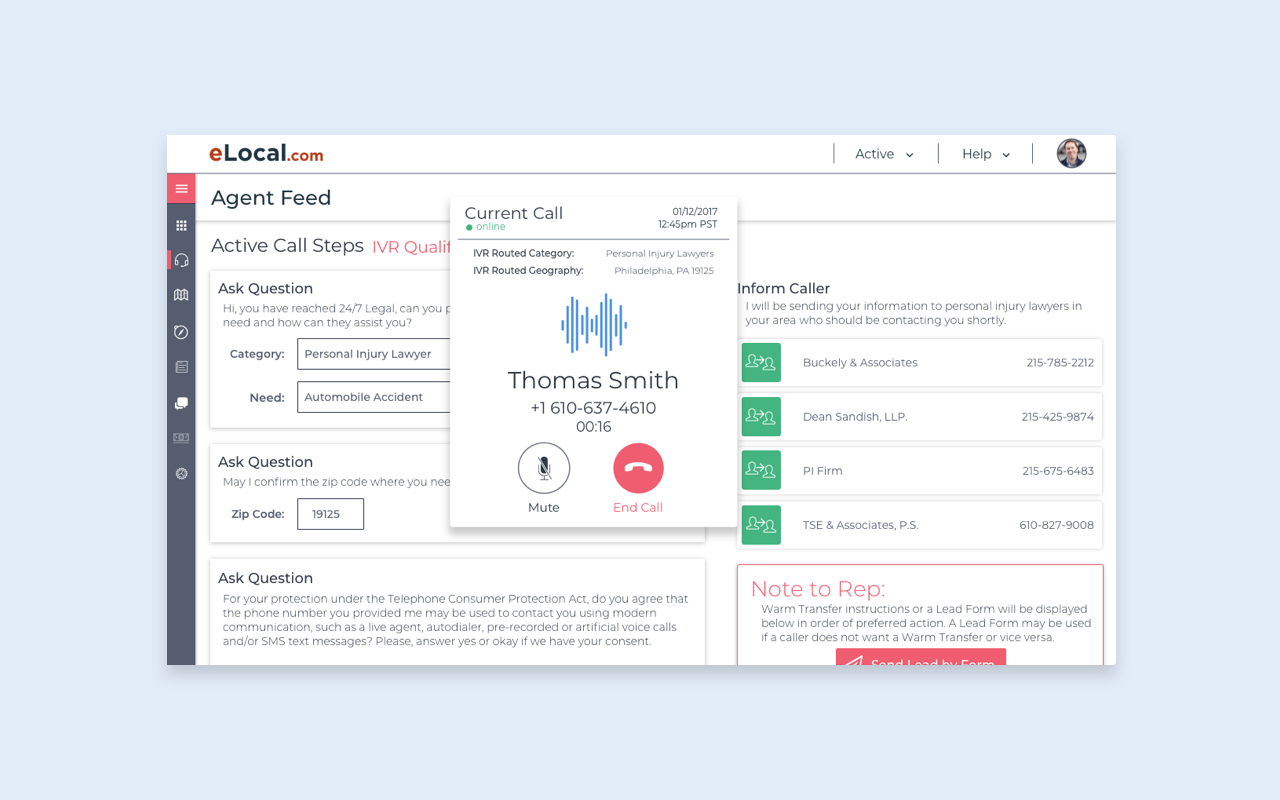 eLocal.com
Active
Help
Agent Feed
Active Call Steps
IVR Qualif
Ask Question
Hi, you have reached 24/7 Legal, can you
need and how can they assist you?
Category:
Personal Injury Lawyer
Need:
Automobile Accident
Ask Question
May I confirm the zip code where you nee
Zip Code:
19125
Ask Question
For your protection under the Telephone Consumer Protection Act, do you agree that
the phone number you provided me may be used to contact you using modern
communication, such as a live agent, autodialer, pre-recorded or artificial voice calls
and/or SMS text messages? Please, answer yes or okay if we have your consent.
Current Call
online
01/12/2017
12:45pm PST
IVR Routed Category:
Personal Injury Lawyers
IVR Routed Geography:
Philadelphia, PA 19125
Thomas Smith
+1 610-637-4610
00:16
Mute
End Call
Inform Caller
I will be sending your information to personal injury lawyers in
your area who should be contacting you shortly.
Buckely & Associates
215-785-2212
Dean Sandish, LLP.
215-425-9874
PI Firm
215-675-6483
TSE & Associates, P.S.
610-827-9008
Note to Rep:
Warm Transfer instructions or a Lead Form will be displayed
below in order of preferred action. A Lead Form may be used
if a caller does not want a Warm Transfer or vice versa.
Send Lead by Form